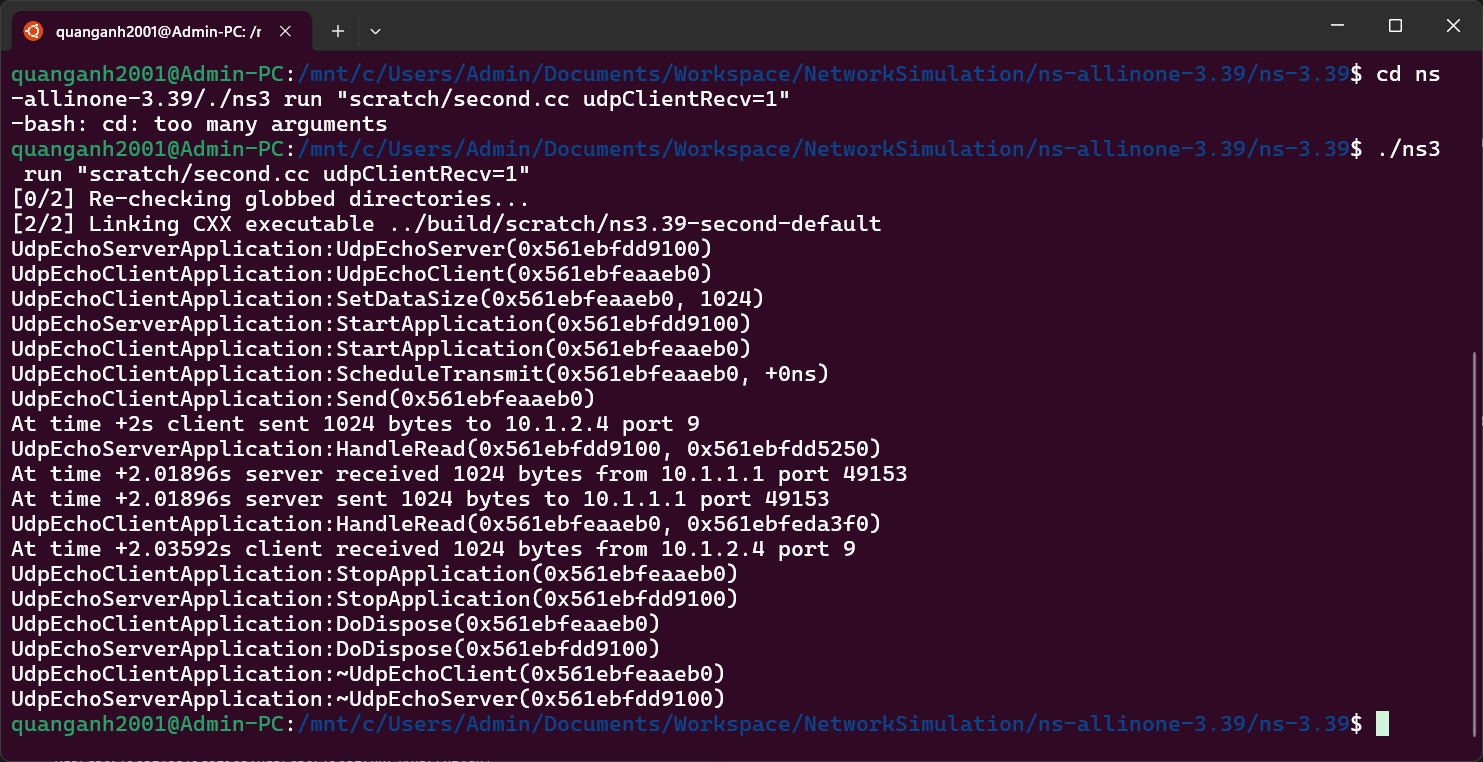 quanganh2001@Admin-PC: /r
quanganh2001@Admin-PC:/mnt/c/Users/Admin/Documents/Workspace/NetworkSimulation/ns-allinone-3.39/ns-3.39$ cd ns
-allinone-3.39/./ns3 run "scratch/second.cc udpClientRecv=1"
-bash: cd: too many arguments
quanganh2001@Admin-PC:/mnt/c/Users/Admin/Documents/Workspace/NetworkSimulation/ns-allinone-3.39/ns-3.39$ ./ns3
 run "scratch/second.cc udpClientRecv=1"
[0/2] Re-checking globbed directories...
[2/2] Linking CXX executable ../build/scratch/ns3.39-second-default
UdpEchoServerApplication:UdpEchoServer(0x561ebfdd9100)
UdpEchoClientApplication:UdpEchoClient(0x561ebfeaaeb0)
UdpEchoClientApplication:SetDataSize(0x561ebfeaaeb0, 1024)
UdpEchoServerApplication:StartApplication(0x561ebfdd9100)
UdpEchoClientApplication:StartApplication(0x561ebfeaaeb0)
UdpEchoClientApplication:ScheduleTransmit(0x561ebfeaaeb0, +0ns)
UdpEchoClientApplication:Send(0x561ebfeaaeb0)
At time +2s client sent 1024 bytes to 10.1.2.4 port 9
UdpEchoServerApplication:HandleRead(0x561ebfdd9100, 0x561ebfdd5250)
At time +2.01896s server received 1024 bytes from 10.1.1.1 port 49153
At time +2.01896s server sent 1024 bytes to 10.1.1.1 port 49153
UdpEchoClientApplication:HandleRead(0x561ebfeaaeb0, 0x561ebfeda3f0)
At time +2.03592s client received 1024 bytes from 10.1.2.4 port 9
UdpEchoClientApplication:StopApplication(0x561ebfeaaeb0)
UdpEchoServerApplication:StopApplication(0x561ebfdd9100)
UdpEchoClientApplication:DoDispose(0x561ebfeaaeb0)
UdpEchoServerApplication:DoDispose(0x561ebfdd9100)
UdpEchoClientApplication:~UdpEchoClient(0x561ebfeaaeb0)
UdpEchoServerApplication:~UdpEchoServer(0x561ebfdd9100)
quanganh2001@Admin-PC:/mnt/c/Users/Admin/Documents/Workspace/NetworkSimulation/ns-allinone-3.39/ns-3.39$